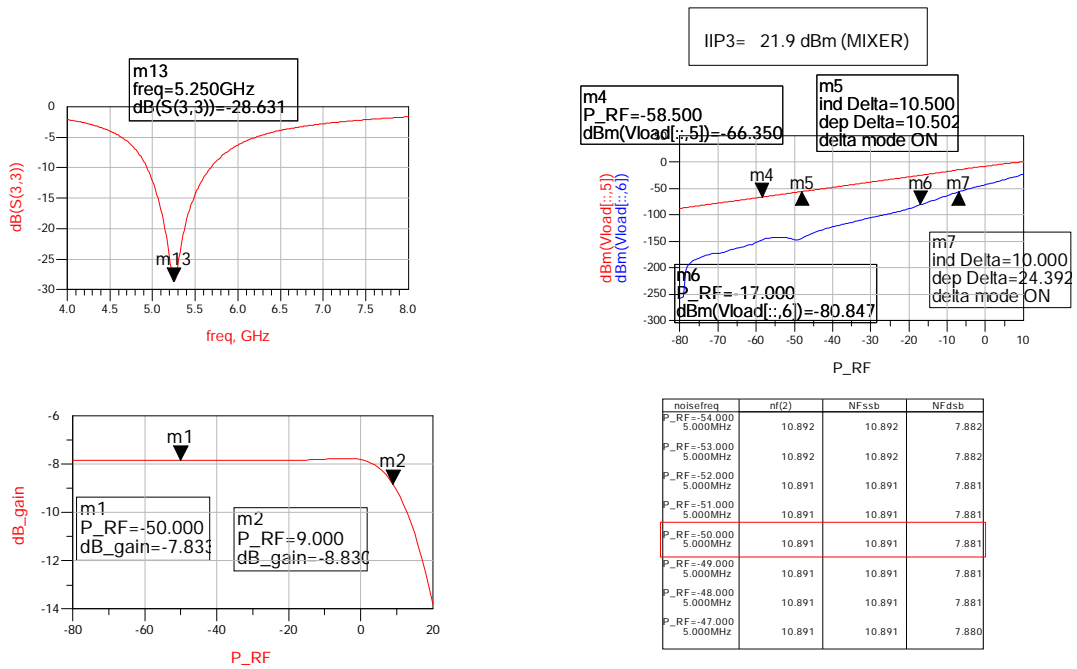 m13
freq=5.250GHz
dB(S(3,3))=-28.631
0
-5
-10
-15
-20
-25
-30
dB(S(3,3))
m13
4.0 4.5 5.0 5.5 6.0 6.5 7.0 7.5 8.0
freq, GHz
IIP3= 21.9 dBm (MIXER)
m4
P_RF=-58.500
dBm(Vload[::,5])=-66.350
m5
ind Delta=10.500
dep Delta=10.502
delta mode ON
50
0
-50
-100
-150
-200
-250
-300
dBm(Vload[::,5])
dBm(Vload[::,6])
m4
m5
m6
m7
m7
ind Delta=10.000
dep Delta=24.392
delta mode ON
m6
P_RF=-17.000
dBm(Vload[::,6])=-80.847
-80 -70 -60 -50 -40 -30 -20 -10 0 10
P_RF
-6
-8
-10
-12
-14
dB_gain
m1
m2
m1
P_RF=-50.000
dB_gain=-7.833
m2
P_RF=9.000
dB_gain=-8.830
-80 -60 -40 -20 0 20
P_RF
noisefreq nf(2) NFssb NFdsb
P_RF=-54.000
5.000MHz 10.892 10.892 7.882
P_RF=-53.000
5.000MHz 10.892 10.892 7.882
P_RF=-52.000
5.000MHz 10.891 10.891 7.881
P_RF=-51.000
5.000MHz 10.891 10.891 7.881
P_RF=-50.000
5.000MHz 10.891 10.891 7.881
P_RF=-49.000
5.000MHz 10.891 10.891 7.881
P_RF=-48.000
5.000MHz 10.891 10.891 7.881
P_RF=-47.000
5.000MHz 10.891 10.891 7.880